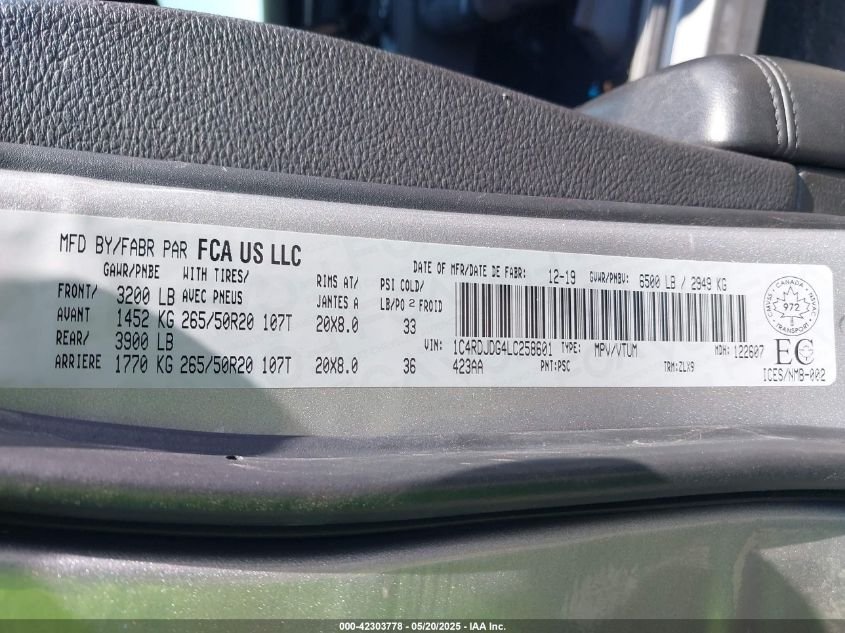 MFD BY/FABR PAR FCA US LLC
DATE OF MFR/DATE DE FABR: 12-19 GVWR/PNBV: 6500 LB / 2948 KG
GAWR/PNBE WITH TIRES/ RIMS AT/ PSI COLD/
FRONT/ 3200 LB AVEC PNEUS JANTES A LB/PO 2 FROID
AVANT 1452 KG 265/50R20 107T 20X8.0 33
REAR/ 3900 LB
ARRIERE 1770 KG 265/50R20 107T 20X8.0 36
VIN: 1C4RDJDG4LC258601 TYPE: MPV/VTUM MDH: 122607
423AA PNT:PSC TRM:ZLX9
CANADA
972
TRANSPORT
EC
ICES/NMB-002
000-42303778 - 05/20/2025 - IAA Inc.